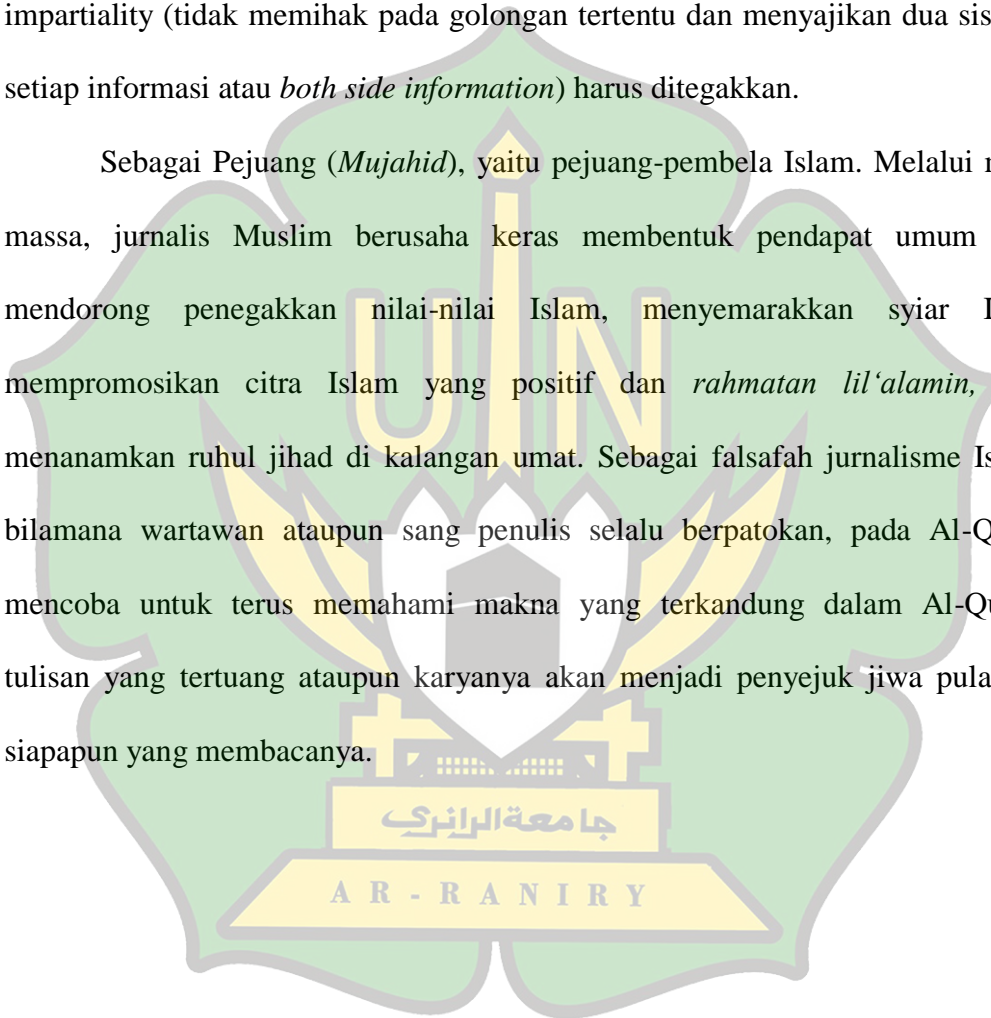 impartiality (tidak memihak pada golongan tertentu dan menyajikan dua
setiap informasi atau both side information) harus ditegakkan.
Sebagai Pejuang (Mujahid), yaitu pejuang-pembela Islam. Melalui
massa, jurnalis Muslim berusaha keras membentuk pendapat umum
mendorong penegakkan nilai-nilai Islam, menyemarakkan syiar
mempromosikan citra Islam yang positif dan rahmatan lil‘alamin,
menanamkan ruhul jihad di kalangan umat. Sebagai falsafah jurnalisme
bilamana wartawan ataupun sang penulis selalu berpatokan, pada
mencoba untuk terus memahami makna yang terkandung dalam
tulisan yang tertuang ataupun karyanya akan menjadi penyejuk jiwa pula
siapapun yang membacanya.
UIN
جامعةالرانري
AR-RANIRY